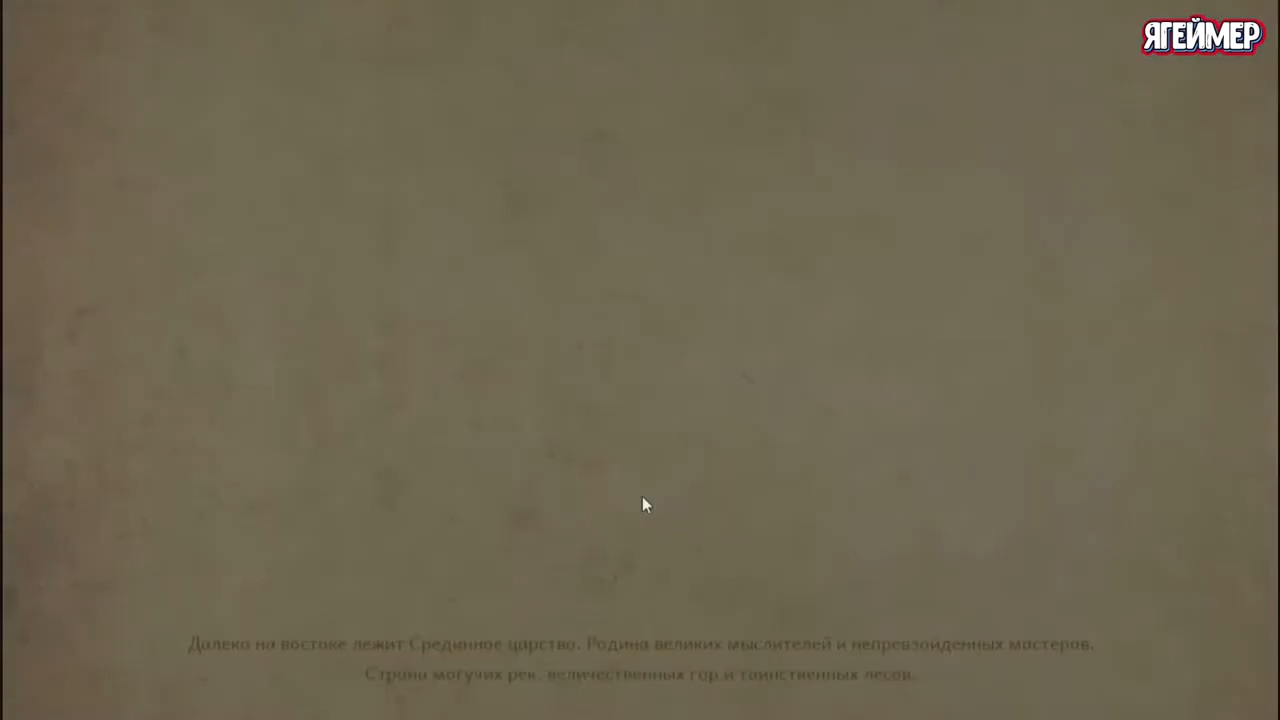 ЯГЕЙМЕР
Далеко на востоке лежит Срединное царство. Родина великих мыслителей и непревзойденных мастеров.
Страна могучих рек, величественных гор и таинственных лесов.